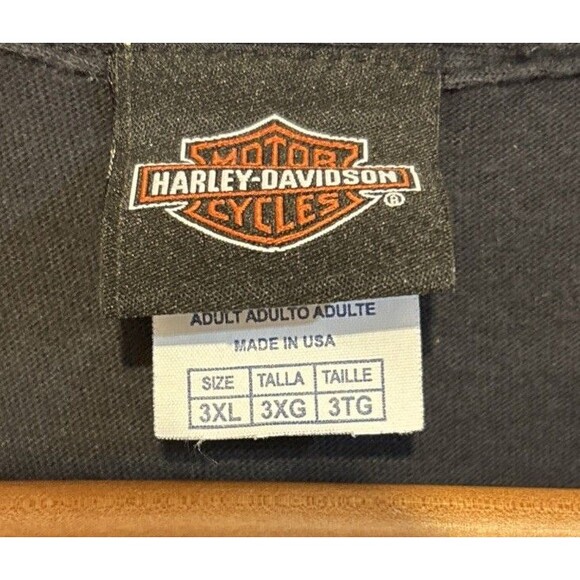 MOTOR
HARLEY-DAVIDSON
CYCLES ®
ADULT ADULTO ADULTE
MADE IN USA
SIZE TALLA TAILLE
3XL 3XG 3TG